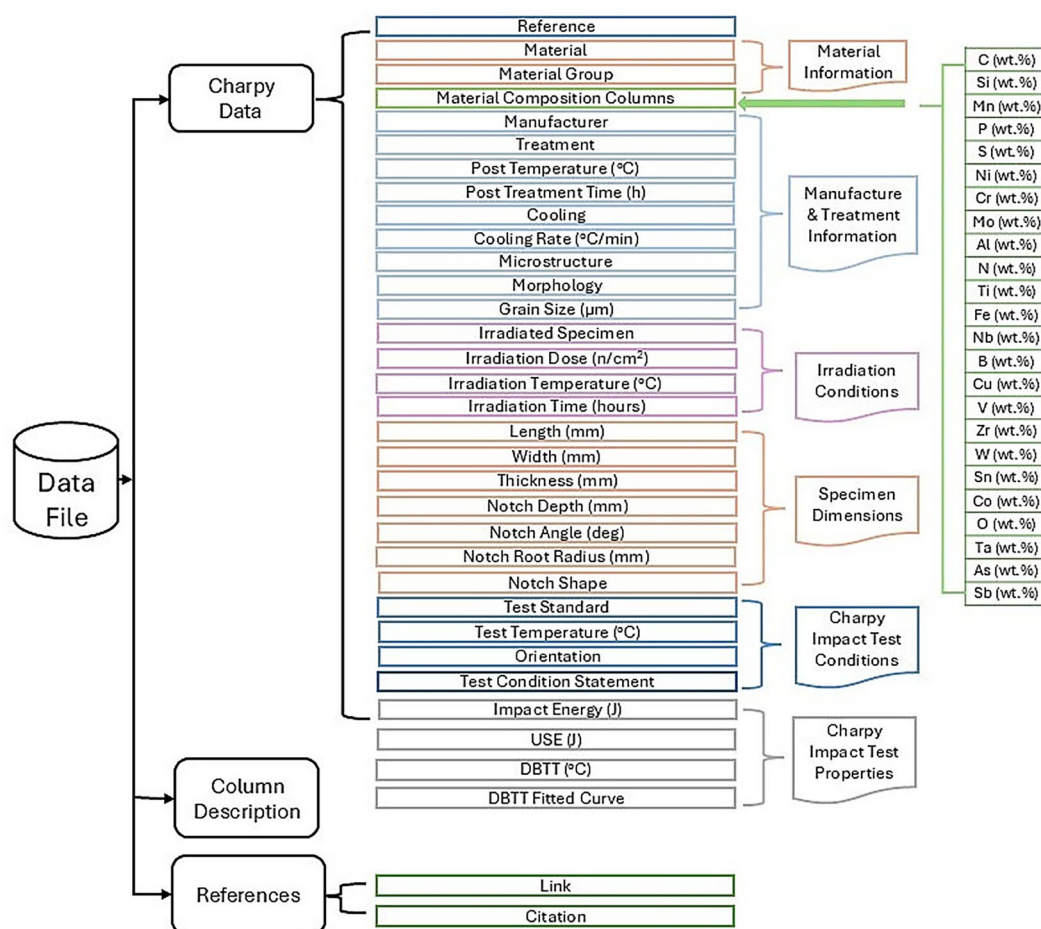 Data
File
Charpy
Data
Reference
Material
Material Group
Material Composition Columns
Manufacturer
Treatment
Post Temperature (°C)
Post Treatment Time (h)
Cooling
Cooling Rate (°C/min)
Microstructure
Morphology
Grain Size (µm)
Irradiated Specimen
Irradiation Dose (n/cm²)
Irradiation Temperature (°C)
Irradiation Time (hours)
Length (mm)
Width (mm)
Thickness (mm)
Notch Depth (mm)
Notch Angle (deg)
Notch Root Radius (mm)
Notch Shape
Test Standard
Test Temperature (°C)
Orientation
Test Condition Statement
Impact Energy (J)
USE (J)
DBTT (°C)
DBTT Fitted Curve
Material
Information
Manufacture
& Treatment
Information
Irradiation
Conditions
Specimen
Dimensions
Charpy
Impact Test
Conditions
Charpy
Impact Test
Properties
C (wt.%)
Si (wt.%)
Mn (wt.%)
P (wt.%)
S (wt.%)
Ni (wt.%)
Cr (wt.%)
Mo (wt.%)
Al (wt.%)
N (wt.%)
Ti (wt.%)
Fe (wt.%)
Nb (wt.%)
B (wt.%)
Cu (wt.%)
V (wt.%)
Zr (wt.%)
W (wt.%)
Sn (wt.%)
Co (wt.%)
O (wt.%)
Ta (wt.%)
As (wt.%)
Sb (wt.%)
Column
Description
References
Link
Citation